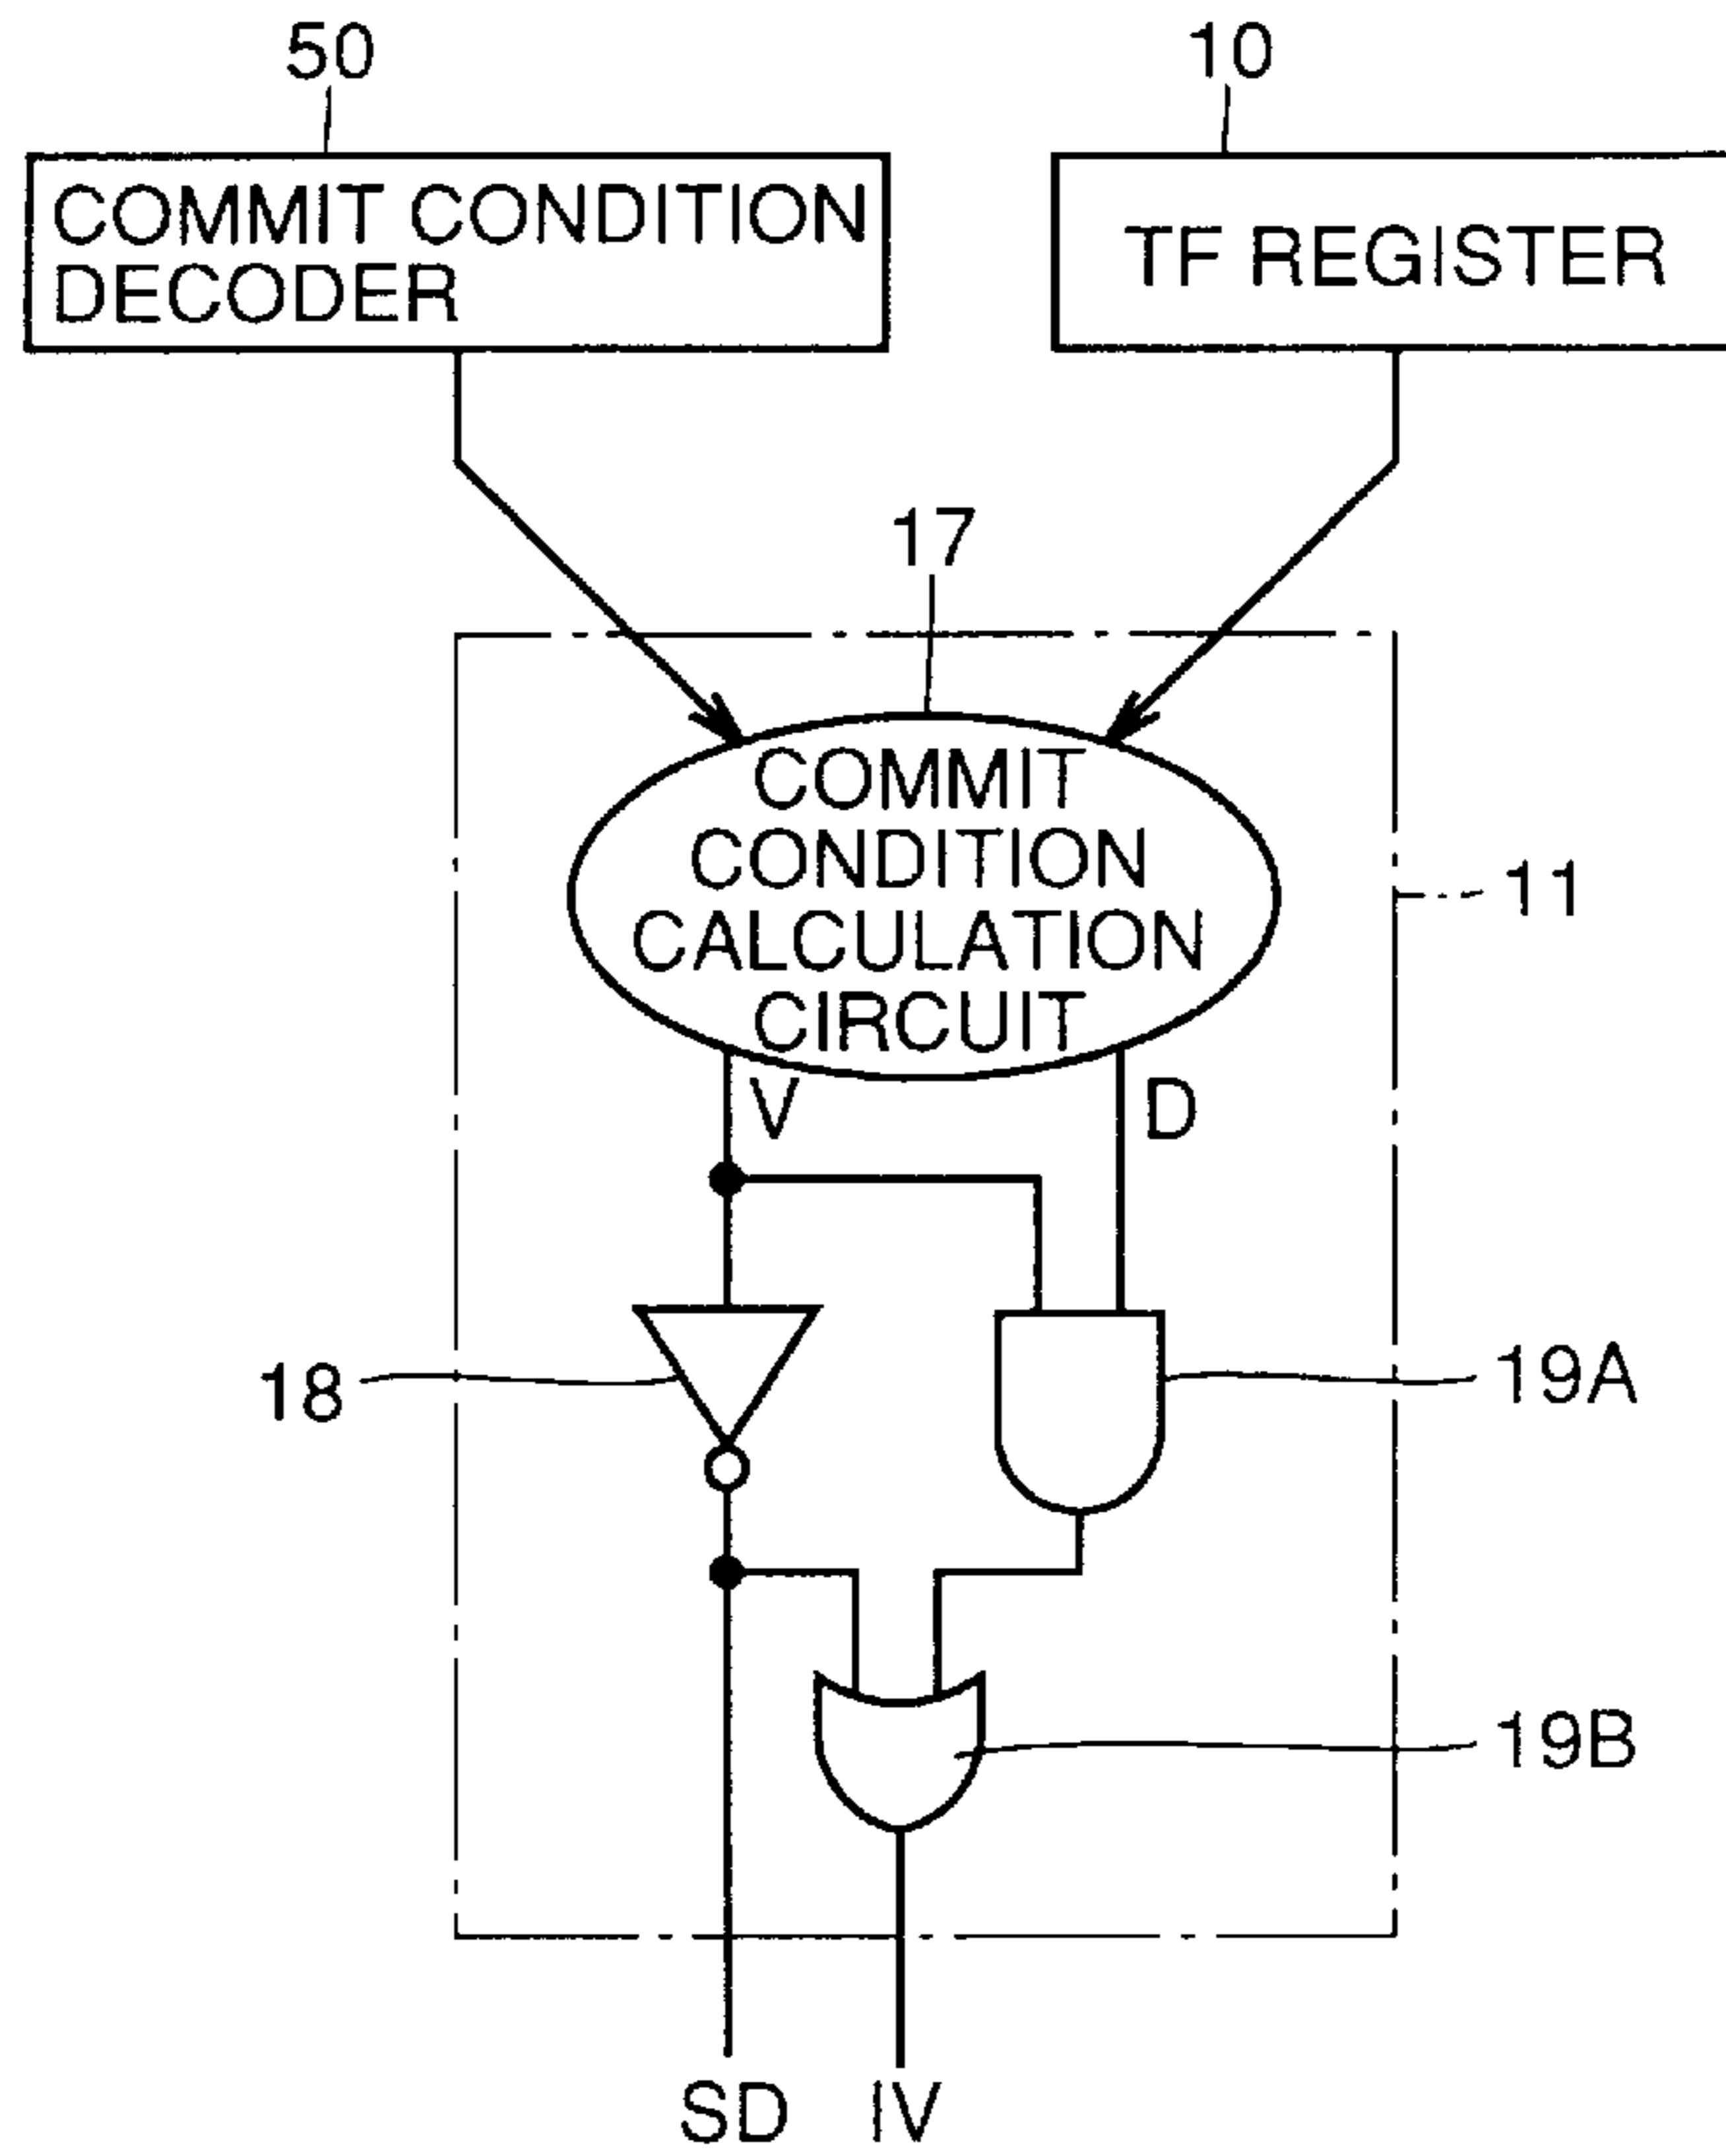 50
10
COMMIT CONDITION
DECODER
TF REGISTER
17
COMMIT
CONDITION
CALCULATION
CIRCUIT
11
V
D
18
19A
19B
SD
IV